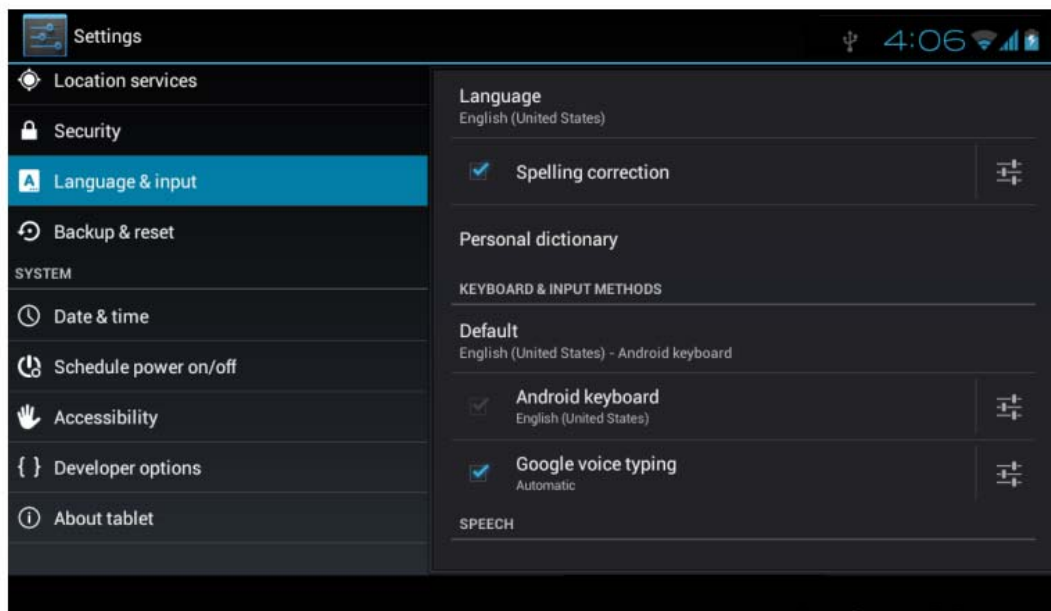 Settings
4:06
Location services
Security
Language & input
Backup & reset
SYSTEM
Date & time
Schedule power on/off
Accessibility
{ } Developer options
About tablet
Language
English (United States)
Spelling correction
Personal dictionary
KEYBOARD & INPUT METHODS
Default
English (United States) - Android keyboard
Android keyboard
English (United States)
Google voice typing
Automatic
SPEECH